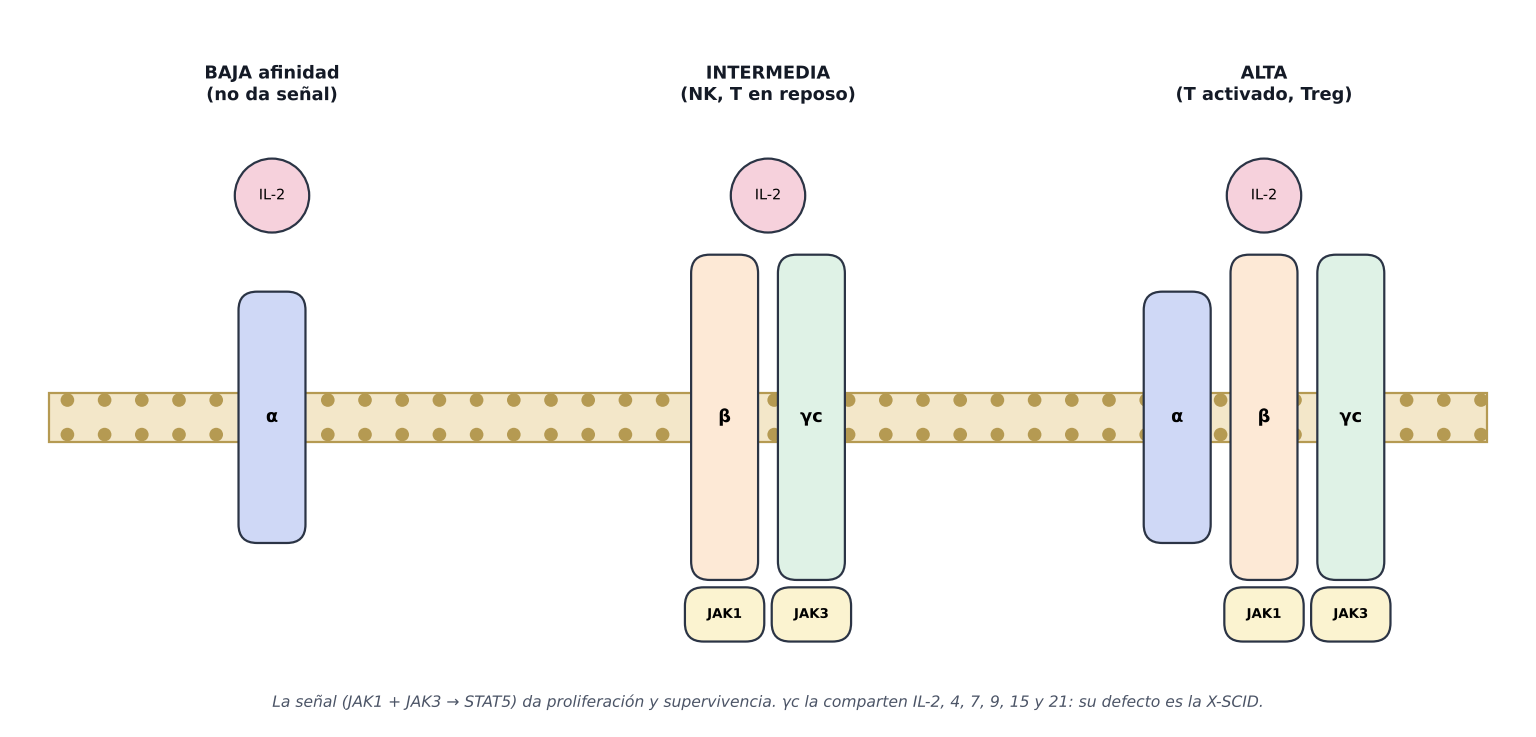 BAJA afinidad
(no da señal)
INTERMEDIA
(NK, T en reposo)
ALTA
(T activado, Treg)
IL-2
IL-2
IL-2
α
β
γc
α
β
γc
JAK1
JAK3
JAK1
JAK3
La señal (JAK1 + JAK3 → STAT5) da proliferación y supervivencia. γc la comparten IL-2, 4, 7, 9, 15 y 21: su defecto es la X-SCID.